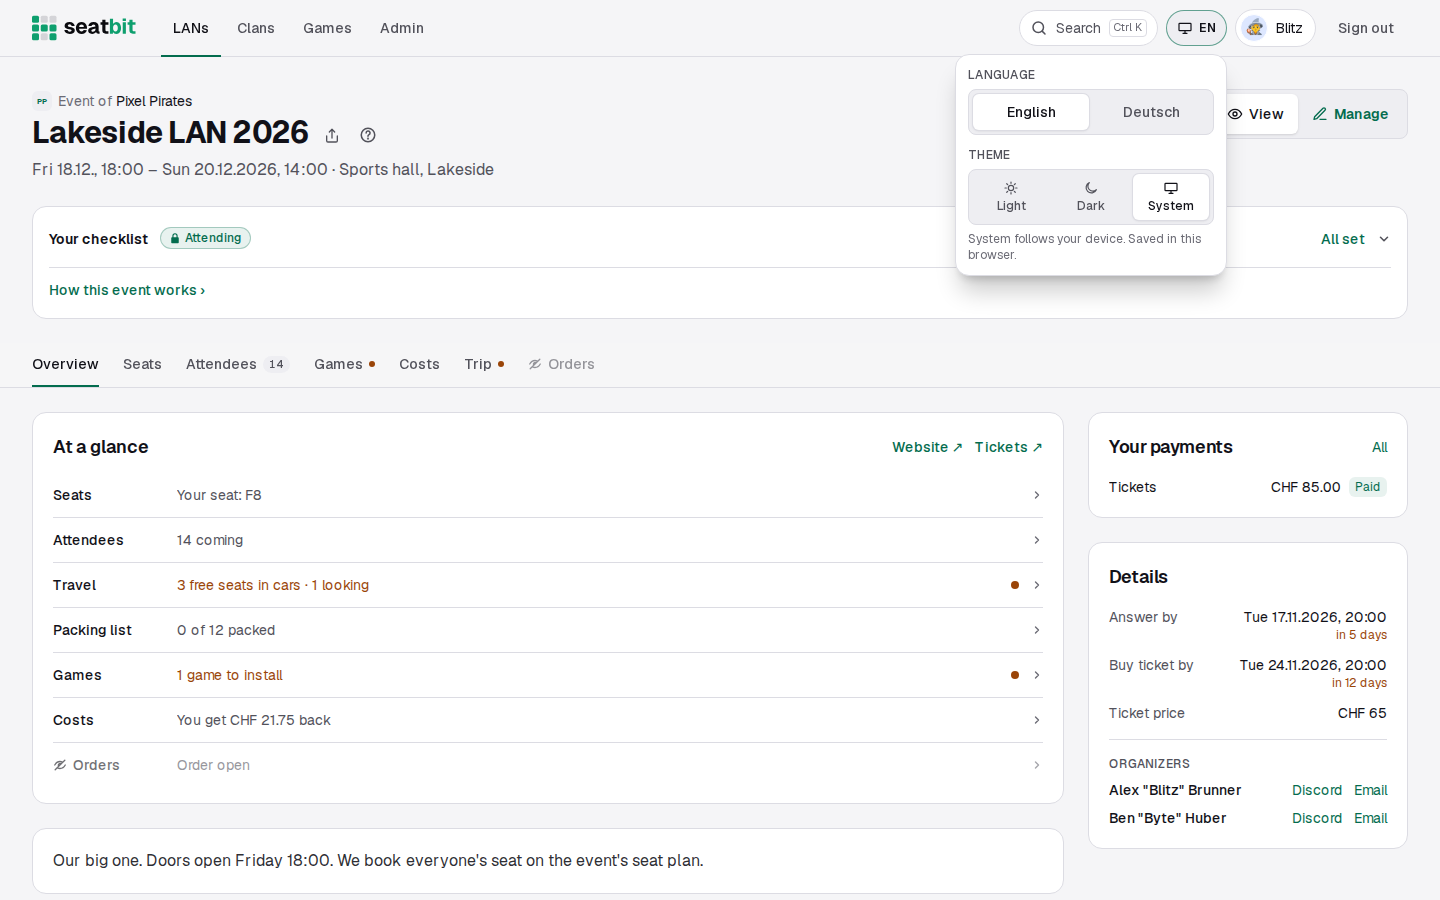 seatbit
LANs
Clans
Games
Admin
Search
Ctrl K
EN
Blitz
Sign out
LANGUAGE
English
Deutsch
THEME
Light
Dark
System
System follows your device. Saved in this
browser.
PP
Event of Pixel Pirates
Lakeside LAN 2026
Fri 18.12., 18:00 – Sun 20.12.2026, 14:00 · Sports hall, Lakeside
View
Manage
Your checklist
Attending
All set
How this event works ›
Overview
Seats
Attendees 14
Games
Costs
Trip
Orders
At a glance
Website ↗
Tickets ↗
Seats
Your seat: F8
Attendees
14 coming
Travel
3 free seats in cars · 1 looking
Packing list
0 of 12 packed
Games
1 game to install
Costs
You get CHF 21.75 back
Orders
Order open
Our big one. Doors open Friday 18:00. We book everyone's seat on the event's seat plan.
Your payments
All
Tickets
CHF 85.00
Paid
Details
Answer by
Tue 17.11.2026, 20:00
in 5 days
Buy ticket by
Tue 24.11.2026, 20:00
in 12 days
Ticket price
CHF 65
ORGANIZERS
Alex "Blitz" Brunner
Discord
Email
Ben "Byte" Huber
Discord
Email